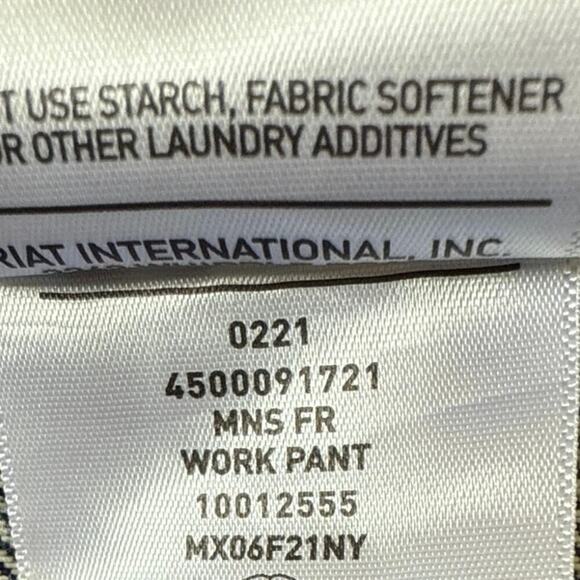 T USE STARCH, FABRIC SOFTENER
R OTHER LAUNDRY ADDITIVES
RIAT INTERNATIONAL, INC.
0221
4500091721
MNS FR
WORK PANT
10012555
MX06F21NY